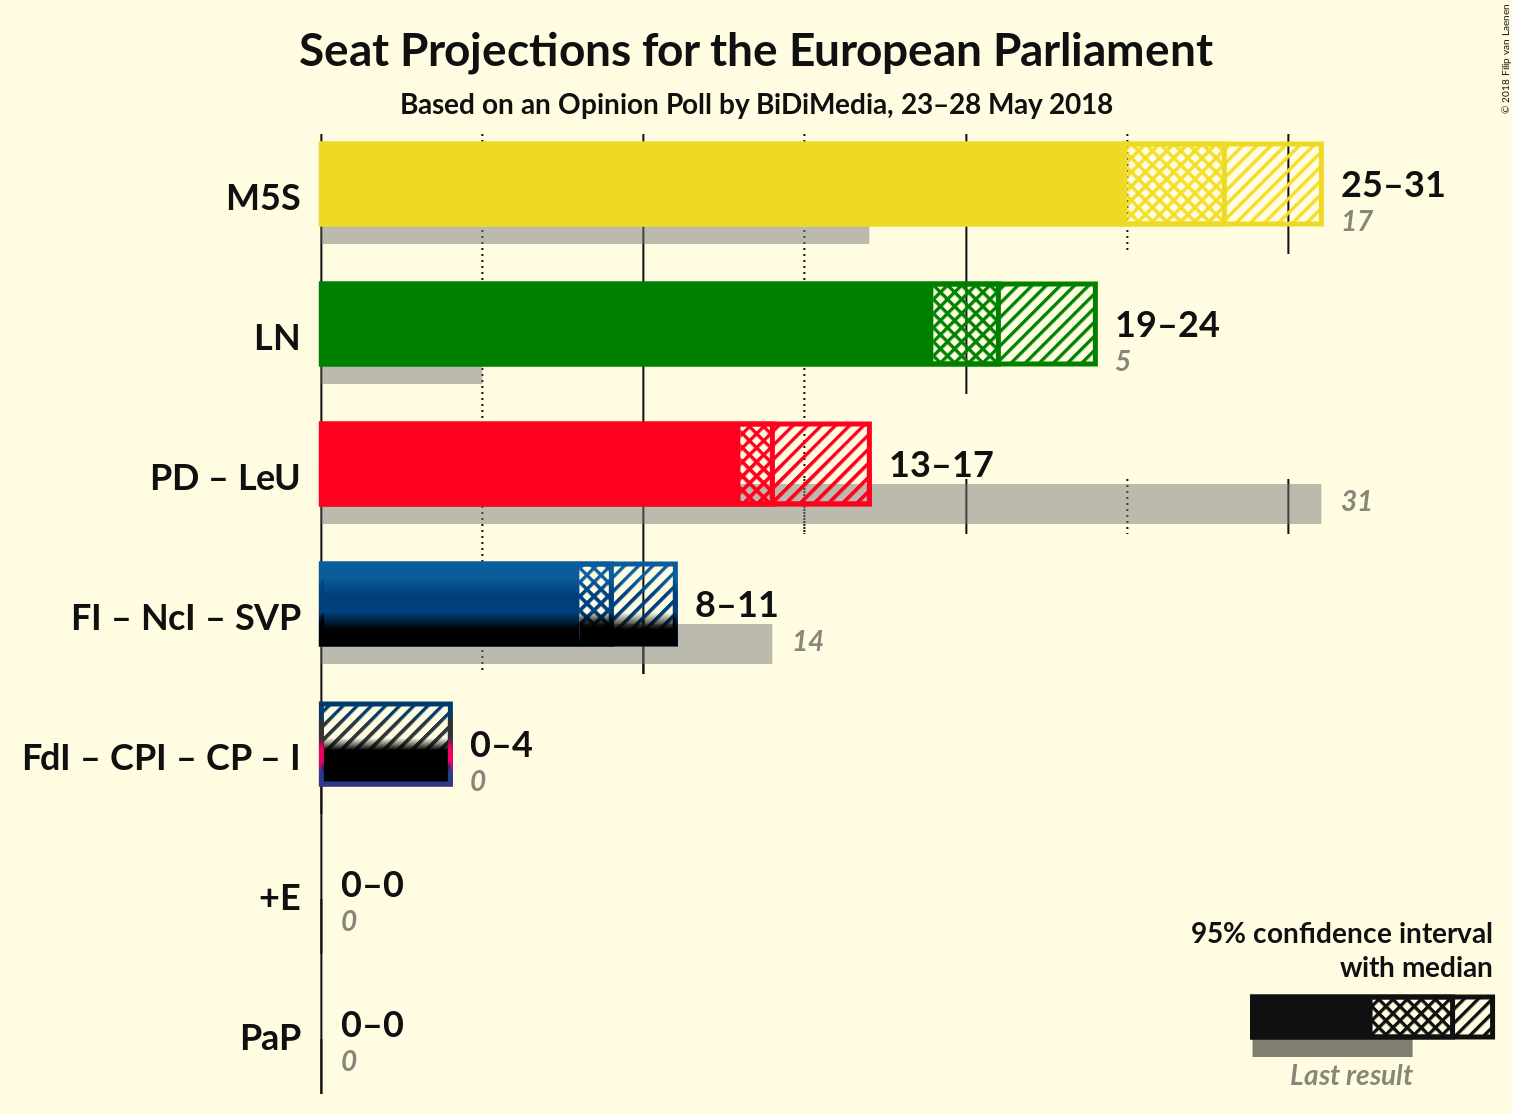 Seat Projections for the European Parliament
Based on an Opinion Poll by BiDiMedia, 23–28 May 2018
© 2018 Filip van Laenen
M5S
25–31
17
LN
19–24
5
PD – LeU
13–17
31
FI – NcI – SVP
8–11
14
FdI – CPI – CP – I
0–4
0
+E
0–0
0
PaP
0–0
0
95% confidence interval
with median
Last result